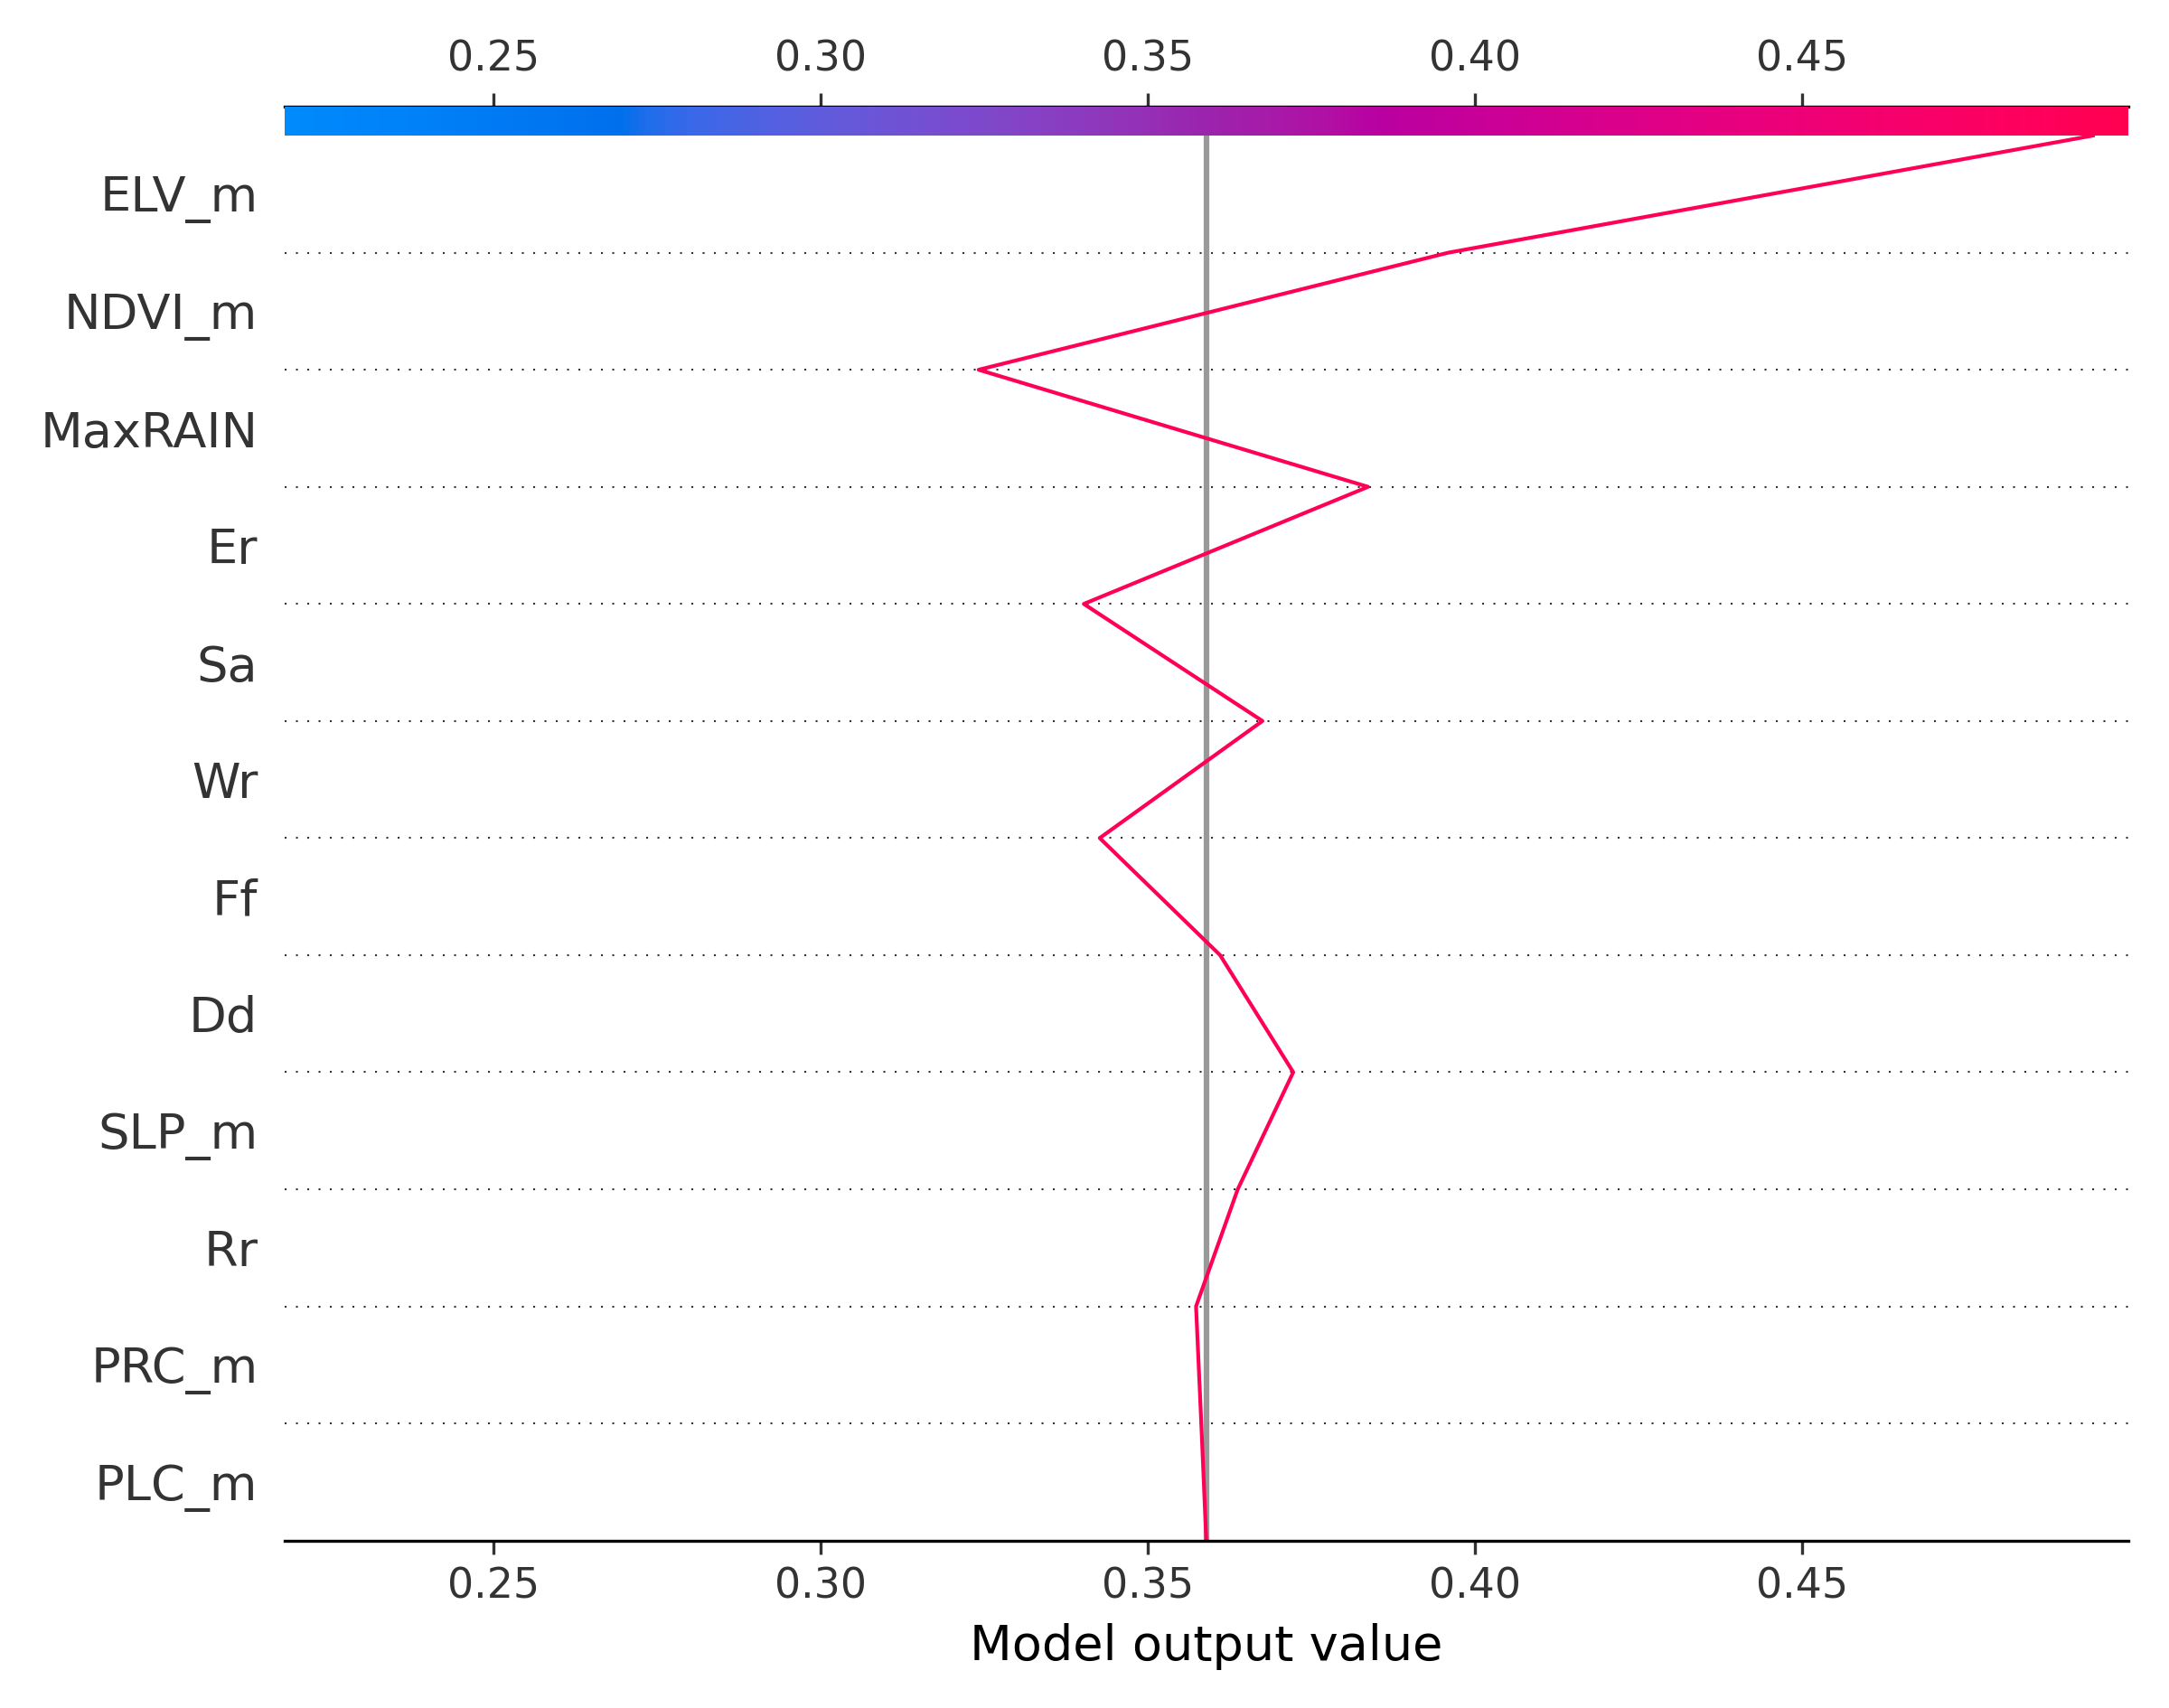 0.25 0.30 0.35 0.40 0.45
ELV_m
NDVI_m
MaxRAIN
Er
Sa
Wr
Ff
Dd
SLP_m
Rr
PRC_m
PLC_m
0.25 0.30 0.35 0.40 0.45
Model output value